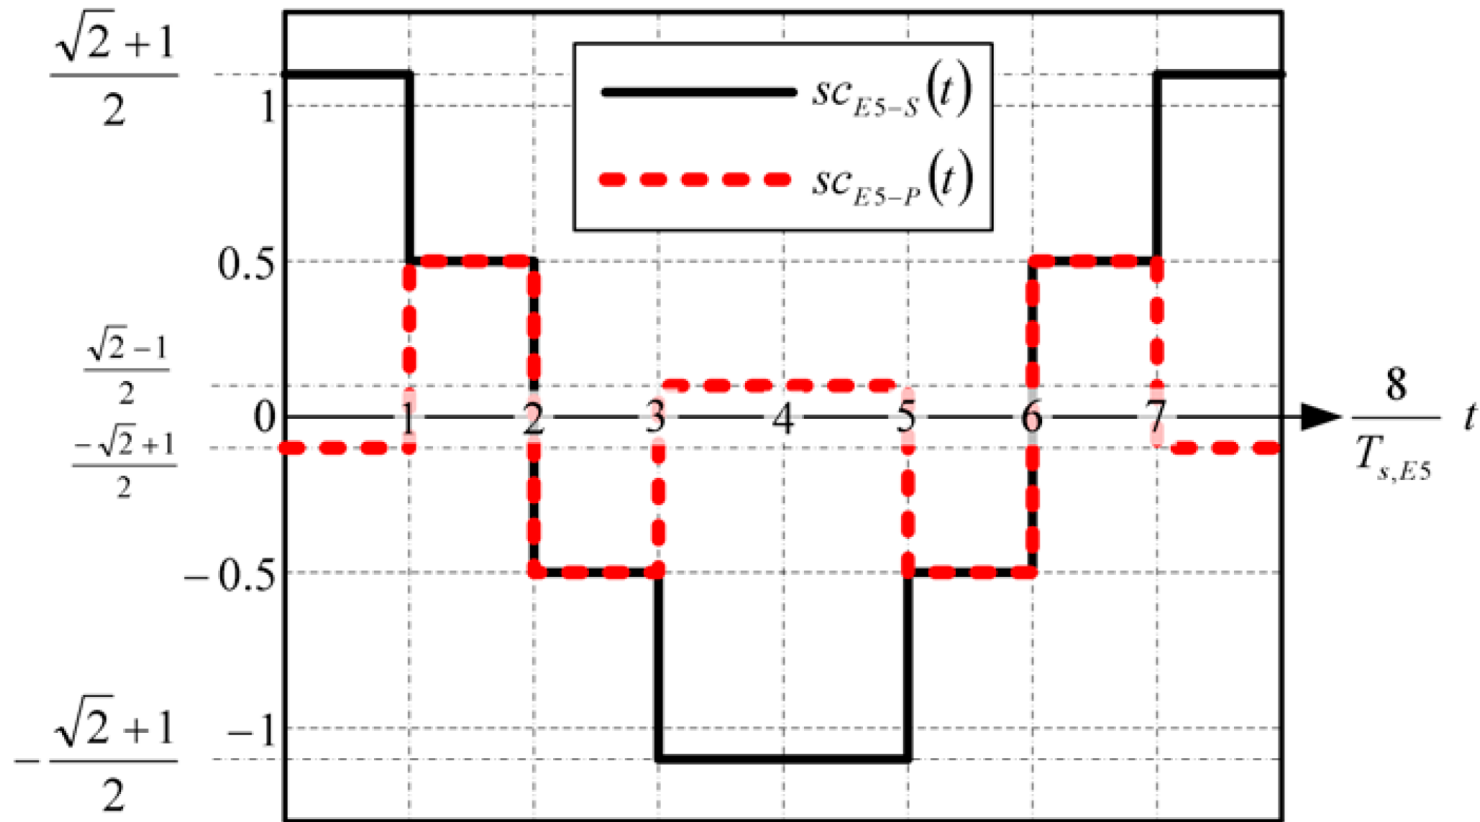 √2 + 1
2
1
sc_{E5-S}(t)
sc_{E5-P}(t)
0.5
√2 − 1
2
0
1 2 3 4 5 6 7
8
T_{s,E5} t
−√2 + 1
2
− 0.5
− 1
− √2 + 1
2